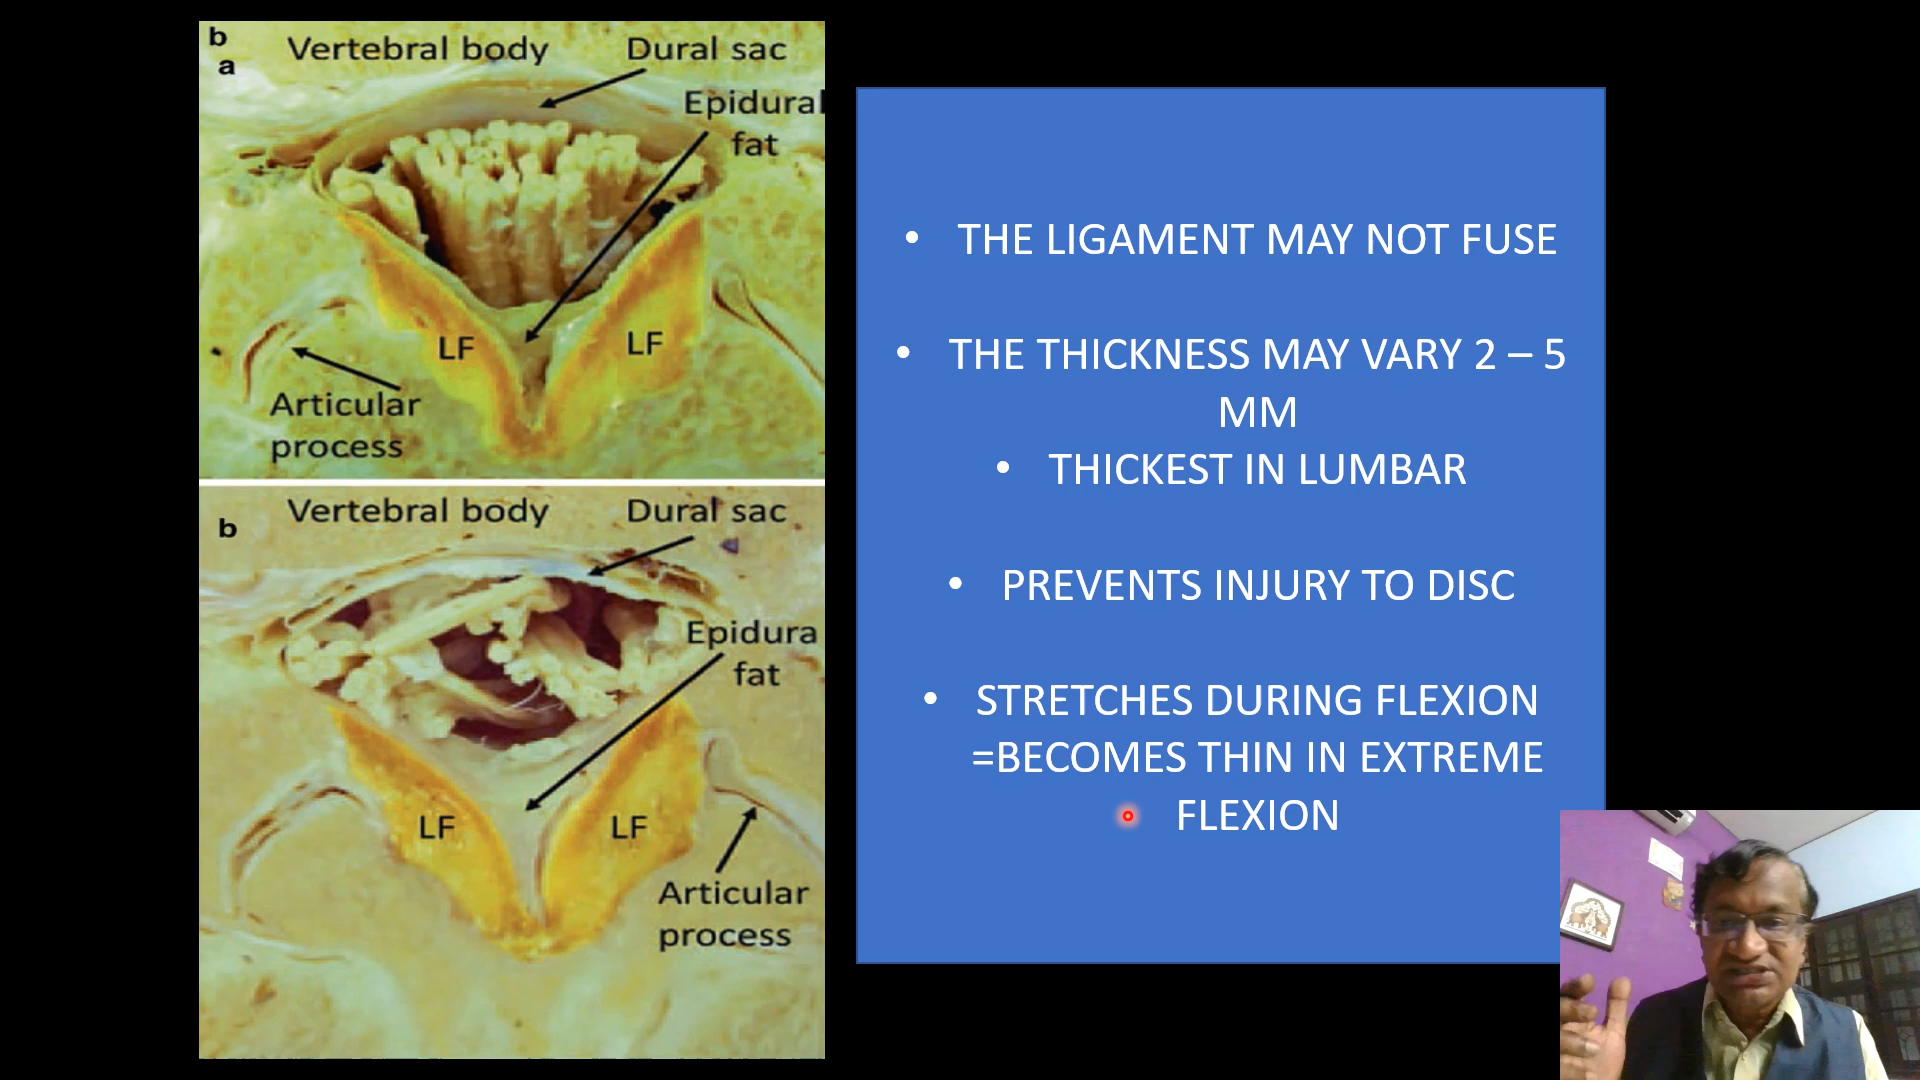 b
a
Vertebral body
Dural sac
Epidural
fat
LF
LF
Articular
process
b
Vertebral body
Dural sac
Epidura
fat
LF
LF
Articular
process
• THE LIGAMENT MAY NOT FUSE
• THE THICKNESS MAY VARY 2 – 5
MM
• THICKEST IN LUMBAR
• PREVENTS INJURY TO DISC
• STRETCHES DURING FLEXION
=BECOMES THIN IN EXTREME
FLEXION